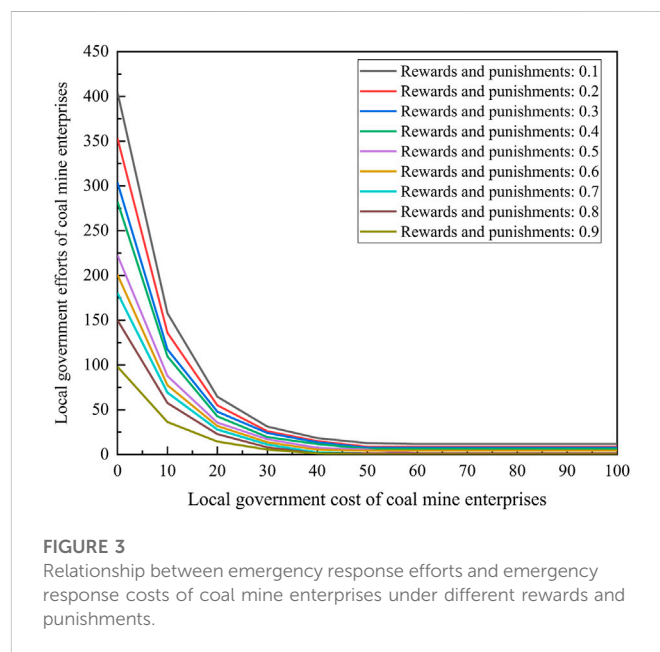 450
400
350
300
250
200
150
100
50
0
Local government efforts of coal mine enterprises
Rewards and punishments: 0.1
Rewards and punishments: 0.2
Rewards and punishments: 0.3
Rewards and punishments: 0.4
Rewards and punishments: 0.5
Rewards and punishments: 0.6
Rewards and punishments: 0.7
Rewards and punishments: 0.8
Rewards and punishments: 0.9
0 10 20 30 40 50 60 70 80 90 100
Local government cost of coal mine enterprises
FIGURE 3
Relationship between emergency response efforts and emergency
response costs of coal mine enterprises under different rewards and
punishments.